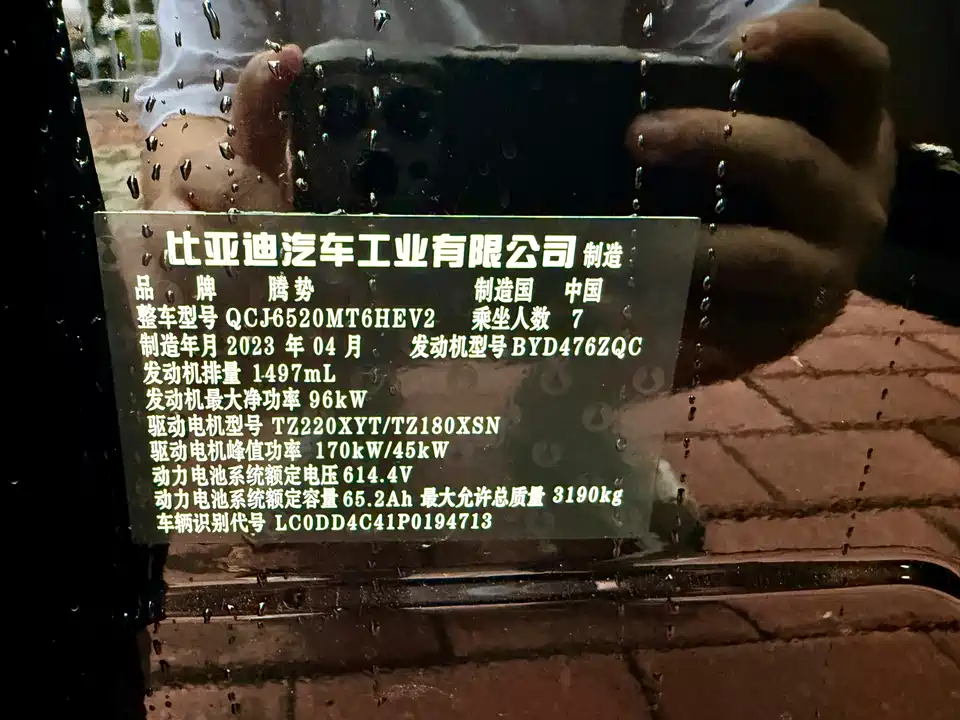 比亚迪汽车工业有限公司 制造
品 牌 腾势 制造国 中国
整车型号 QCJ6520MT6HEV2 乘坐人数 7
制造年月 2023 年 04 月 发动机型号 BYD476ZQC
发动机排量 1497mL
发动机最大净功率 96kW
驱动电机型号 TZ220XYT/TZ180XSN
驱动电机峰值功率 170kW/45kW
动力电池系统额定电压 614.4V
动力电池系统额定容量 65.2Ah 最大允许总质量 3190kg
车辆识别代号 LC0DD4C41P0194713